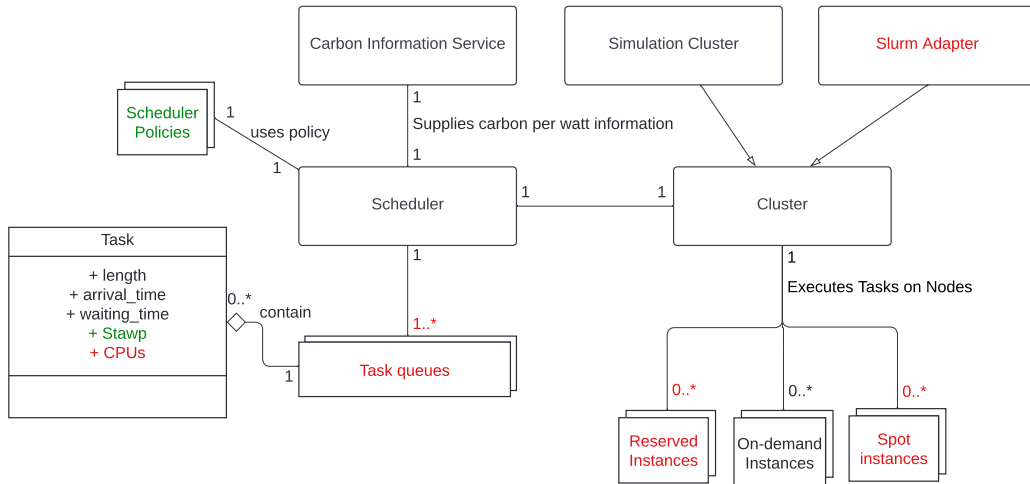 Carbon Information Service
Simulation Cluster
Slurm Adapter
Scheduler
Policies
1
uses policy
1
1
Supplies carbon per watt information
1
Scheduler
1
1
Cluster
Task
+ length
+ arrival_time
+ waiting_time
+ Stawp
+ CPUs
0..*
contain
1
1
1..*
Task queues
1
Executes Tasks on Nodes
0..*
0..*
0..*
Reserved
Instances
On-demand
Instances
Spot
instances